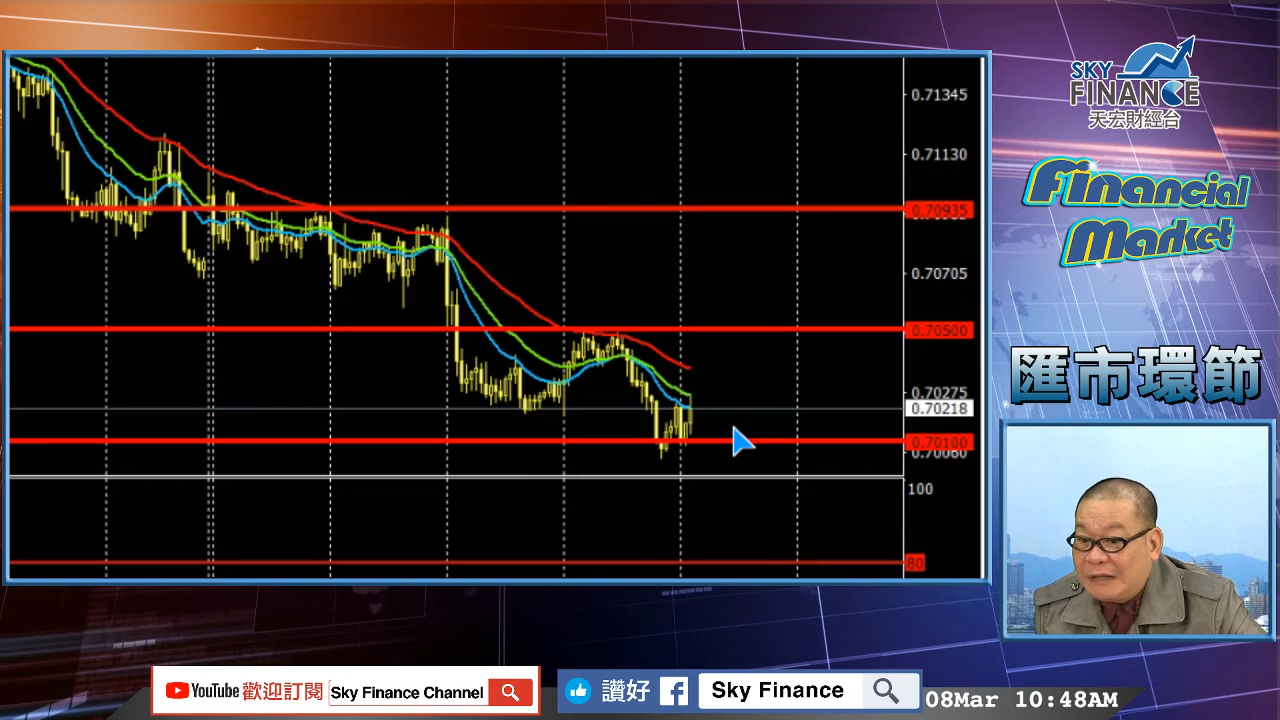 SKY
FINANCE
天宏財經台
Financial
Market
匯市環節
0.71345
0.71130
0.70935
0.70705
0.70500
0.70275
0.70218
0.70100
0.70060
100
80
YouTube 歡迎訂閱 Sky Finance Channel
讚好 f Sky Finance
08Mar 10:48AM